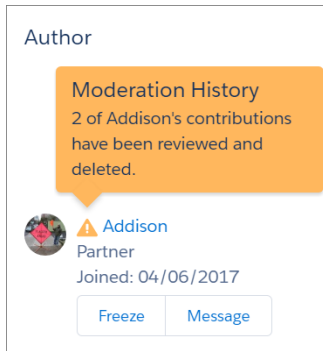 Author
Moderation History
2 of Addison's contributions
have been reviewed and
deleted.
Addison
Partner
Joined: 04/06/2017
Freeze
Message